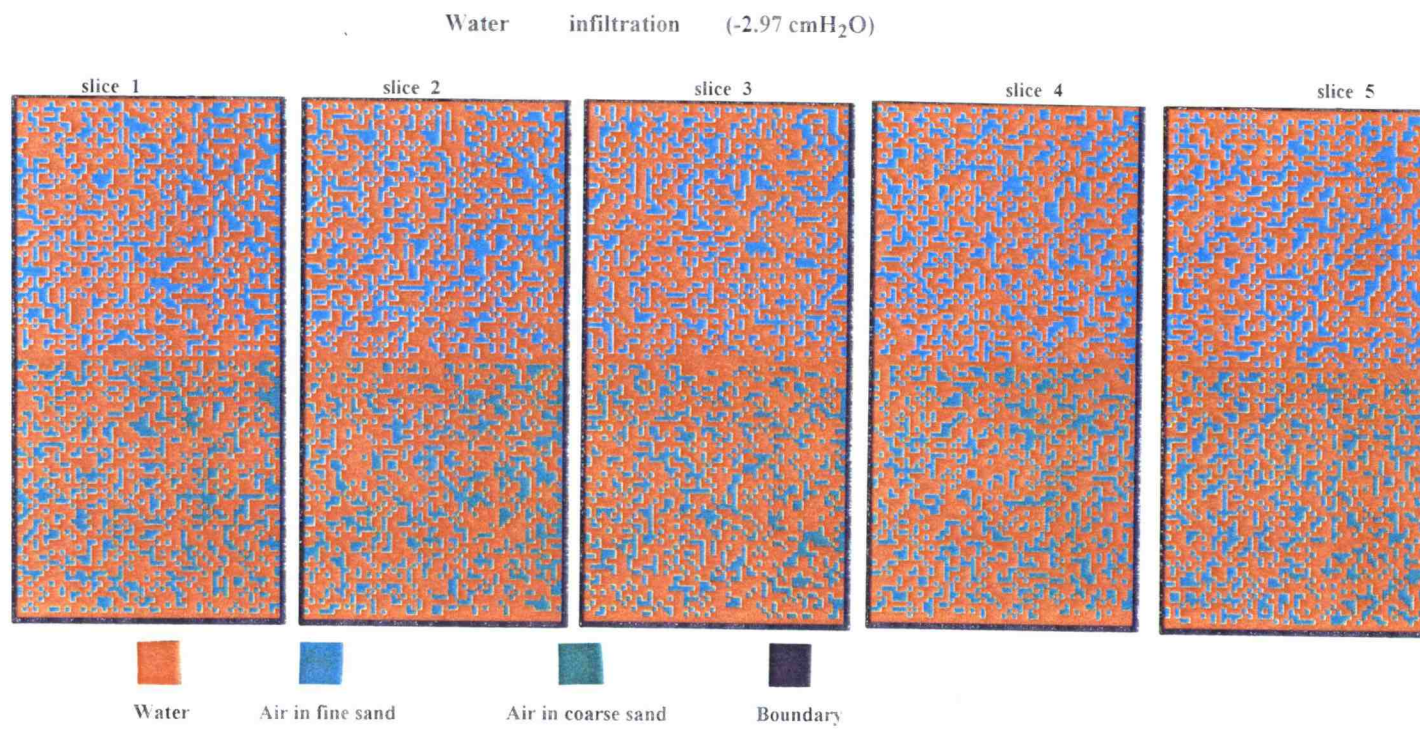 Water infiltration (-2.97 cmH₂O)
slice 1 slice 2 slice 3 slice 4 slice 5
Water Air in fine sand Air in coarse sand Boundary